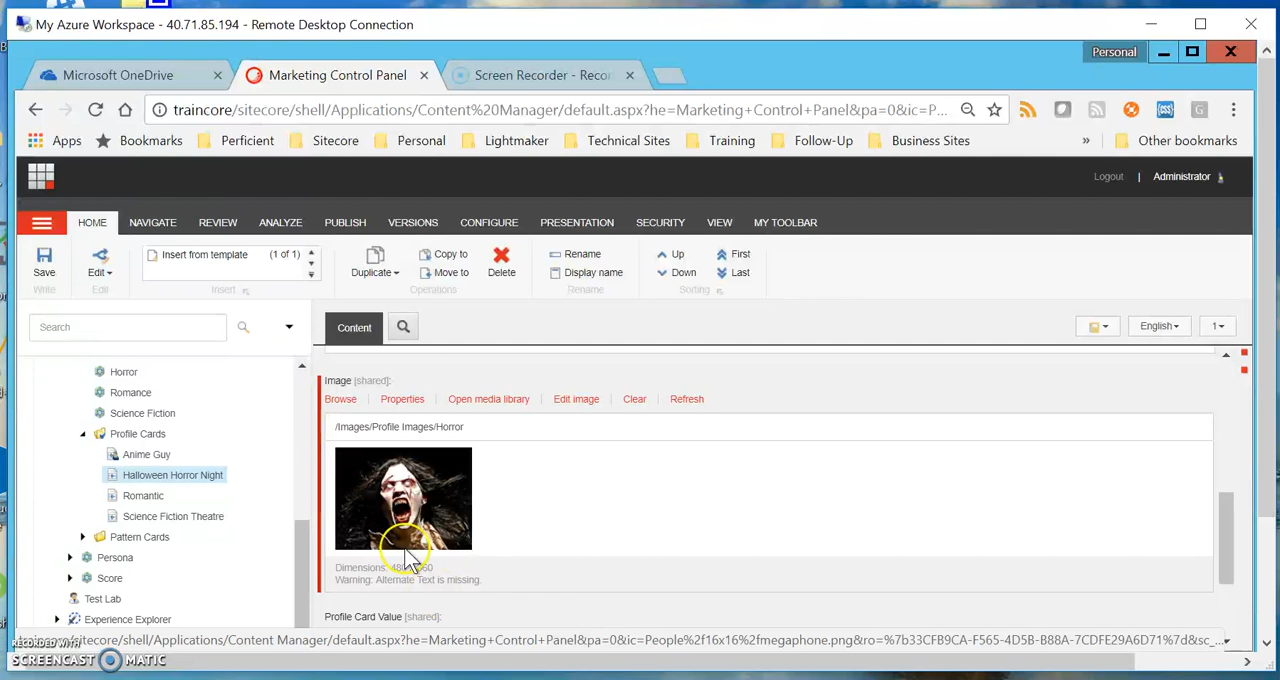 My Azure Workspace - 40.71.85.194 - Remote Desktop Connection
Personal
Microsoft OneDrive
Marketing Control Panel
Screen Recorder - Reco
traincore/sitecore/shell/Applications/Content%20Manager/default.aspx?he=Marketing+Control+Panel&pa=0&ic=P...
Apps
Bookmarks
Perficient
Sitecore
Personal
Lightmaker
Technical Sites
Training
Follow-Up
Business Sites
»
Other bookmarks
Logout | Administrator
HOME NAVIGATE REVIEW ANALYZE PUBLISH VERSIONS CONFIGURE PRESENTATION SECURITY VIEW MY TOOLBAR
Insert from template (1 of 1)
Copy to
Rename
Up
First
Save
Edit
Duplicate
Move to
Delete
Display name
Down
Last
Write
Edit
Insert
Operations
Rename
Sorting
Search
Content
English
1
Horror
Romance
Science Fiction
Profile Cards
Anime Guy
Halloween Horror Night
Romantic
Science Fiction Theatre
Pattern Cards
Persona
Score
Test Lab
Experience Explorer
Image [shared]:
Browse | Properties | Open media library | Edit image | Clear | Refresh
/Images/Profile Images/Horror
Dimensions:
Warning: Alternate Text is missing.
Profile Card Value [shared]:
traincore/sitecore/shell/Applications/Content Manager/default.aspx?he=Marketing+Control+Panel&pa=0&ic=People%2f16x16%2fmegaphone.png&ro=%7b33CFB9CA-F565-4D5B-B88A-7CDFE29A6D71%7d&sc_...
RECORDED WITH
SCREENCAST MATIC